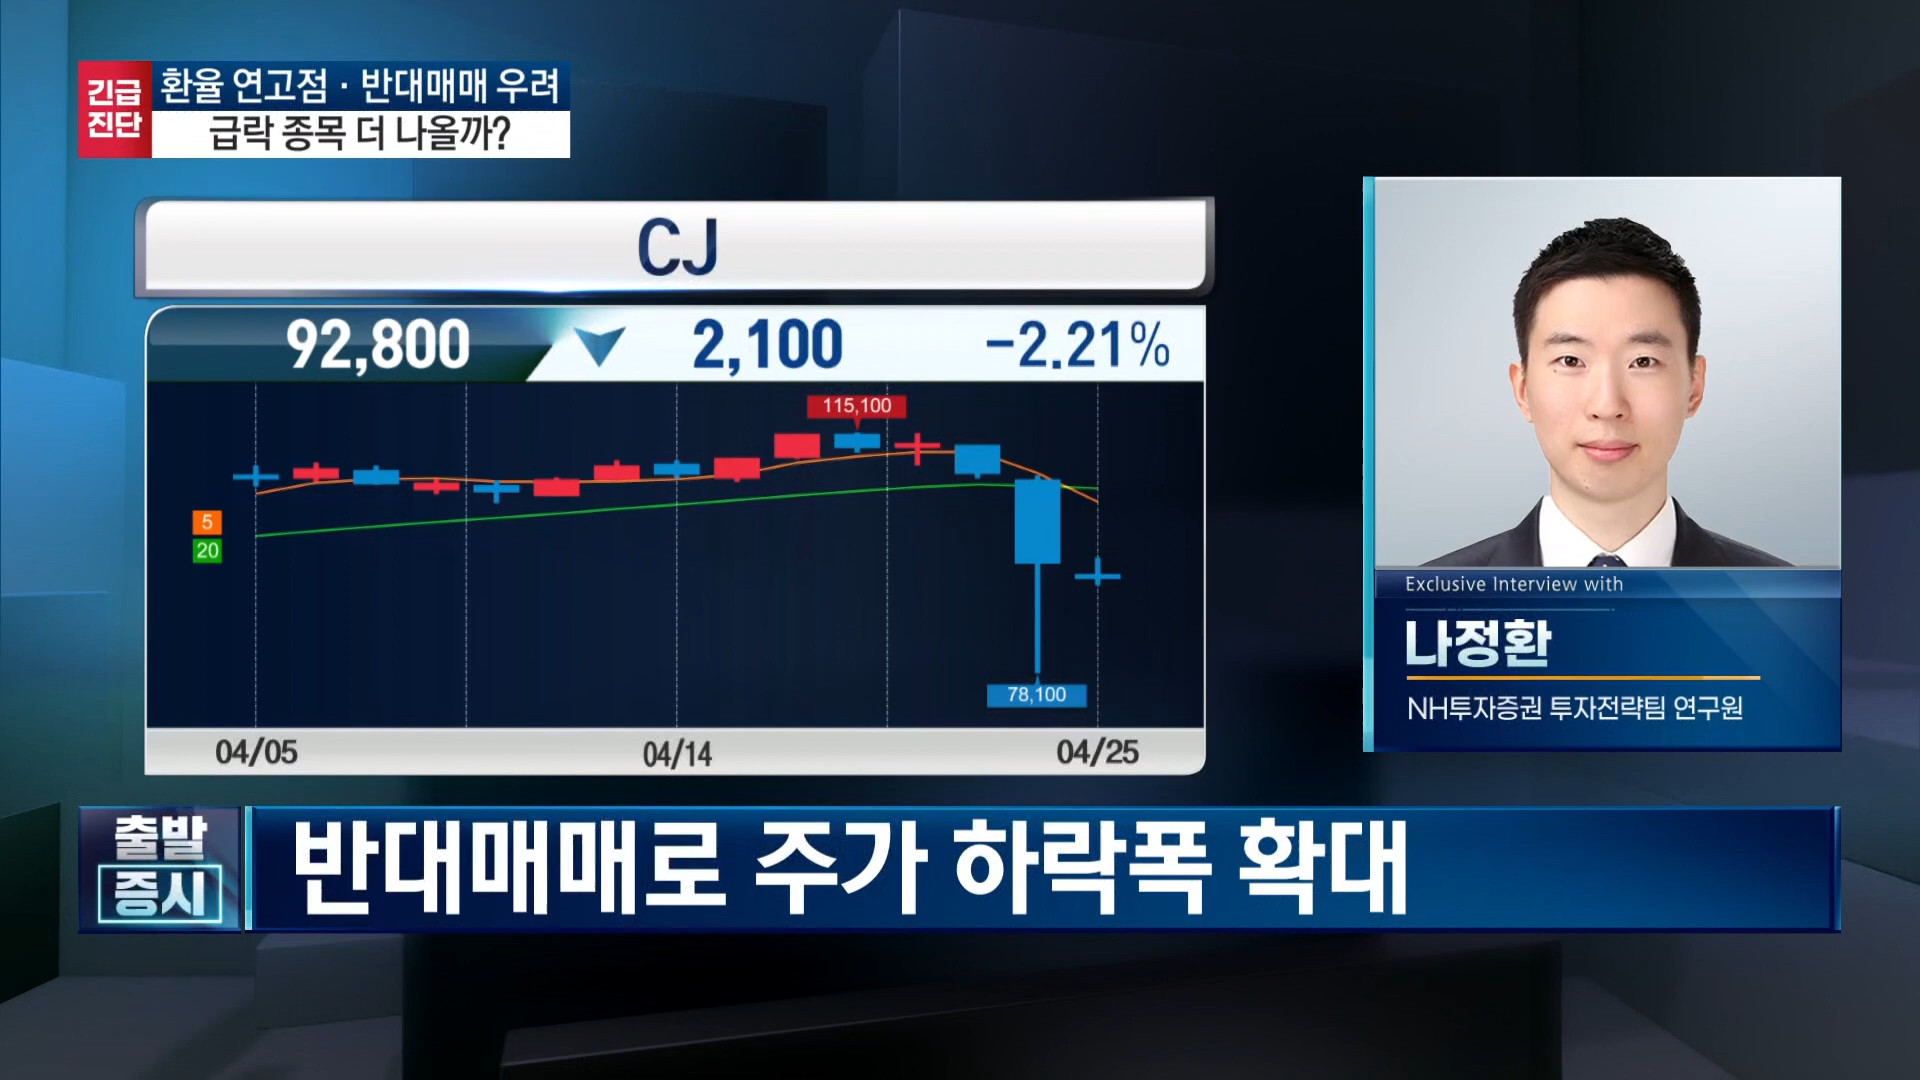 긴급
진단
환율 연고점 · 반대매매 우려
급락 종목 더 나올까?
CJ
92,800 ▼ 2,100 -2.21%
115,100
5
20
78,100
04/05 04/14 04/25
Exclusive Interview with
나정환
NH투자증권 투자전략팀 연구원
출발
증시
반대매매로 주가 하락폭 확대